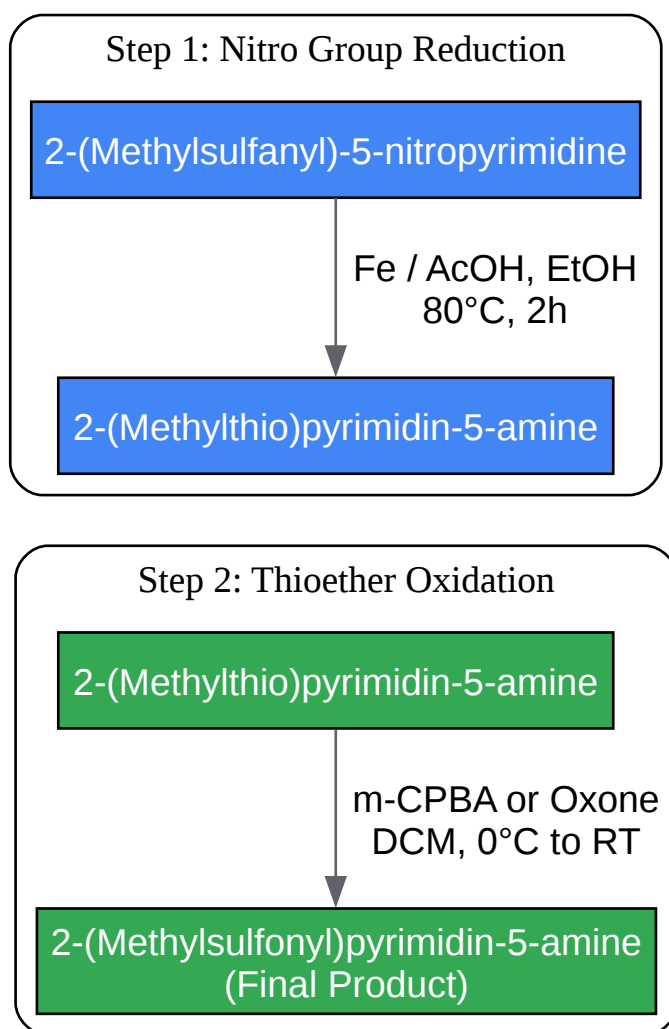 Step 1: Nitro Group Reduction
2-(Methylsulfanyl)-5-nitropyrimidine
Fe / AcOH, EtOH
80°C, 2h
2-(Methylthio)pyrimidin-5-amine
Step 2: Thioether Oxidation
2-(Methylthio)pyrimidin-5-amine
m-CPBA or Oxone
DCM, 0°C to RT
2-(Methylsulfonyl)pyrimidin-5-amine
(Final Product)